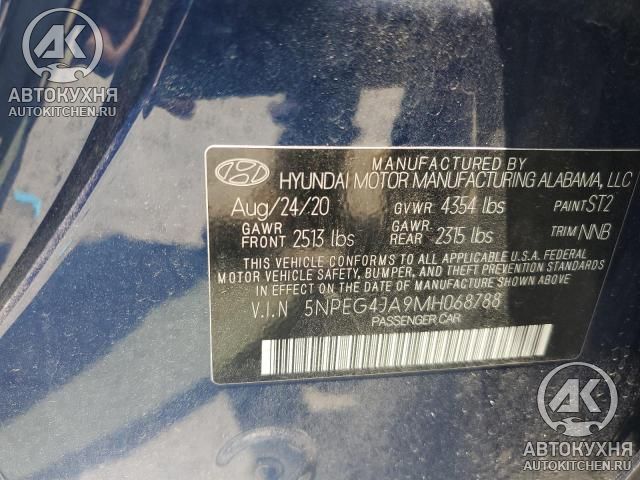 AK
АВТОКУХНЯ
AUTOKITCHEN.RU
MANUFACTURED BY
HYUNDAI MOTOR MANUFACTURING ALABAMA, LLC
Aug/24/20 GVWR 4354 lbs PAINT ST2
GAWR FRONT 2513 lbs GAWR REAR 2315 lbs TRIM NNB
THIS VEHICLE CONFORMS TO ALL APPLICABLE U.S.A. FEDERAL
MOTOR VEHICLE SAFETY, BUMPER, AND THEFT PREVENTION
STANDARDS IN EFFECT ON THE DATE OF MANUFACTURE SHOWN ABOVE
V.I.N 5NPEG4JA9MH068788
PASSENGER CAR
AK
АВТОКУХНЯ
AUTOKITCHEN.RU